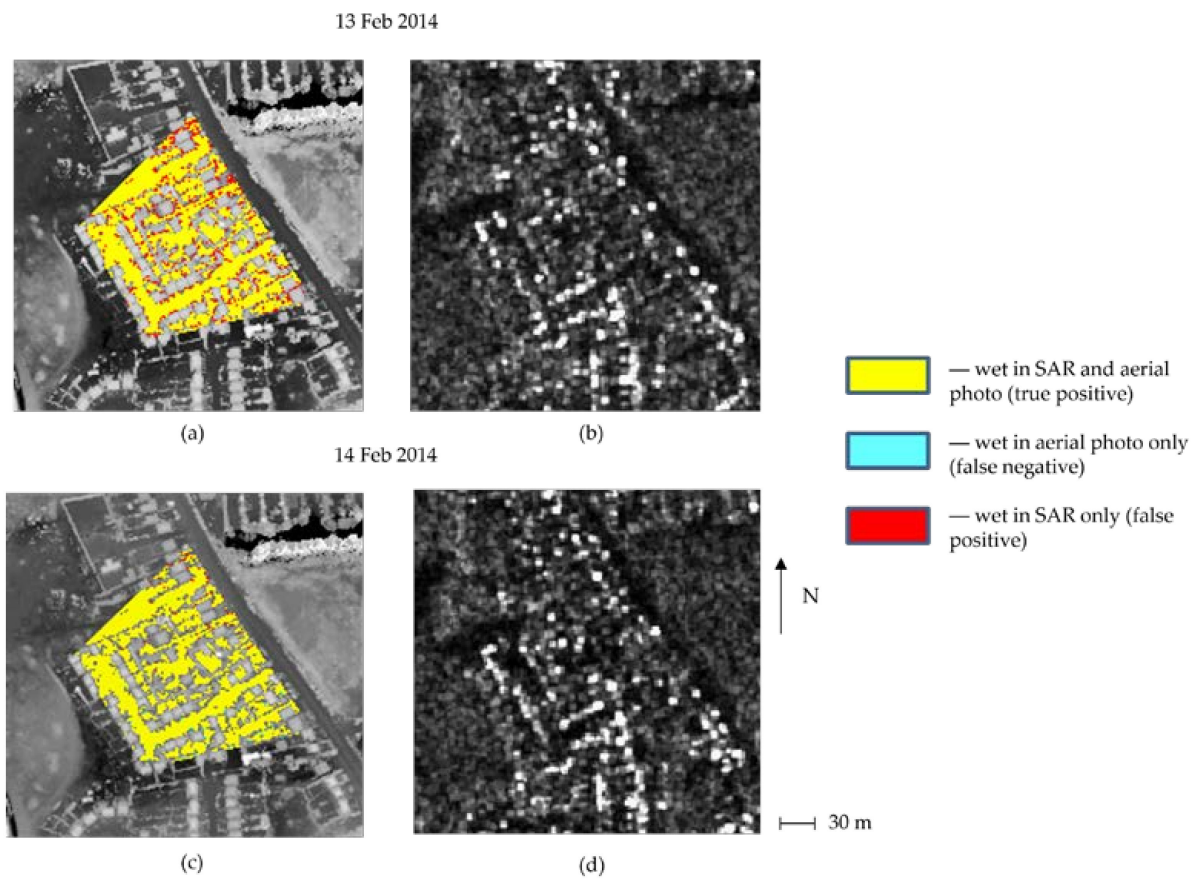 13 Feb 2014
(a)
(b)
14 Feb 2014
— wet in SAR and aerial
photo (true positive)
— wet in aerial photo only
(false negative)
— wet in SAR only (false
positive)
N
30 m
(c)
(d)